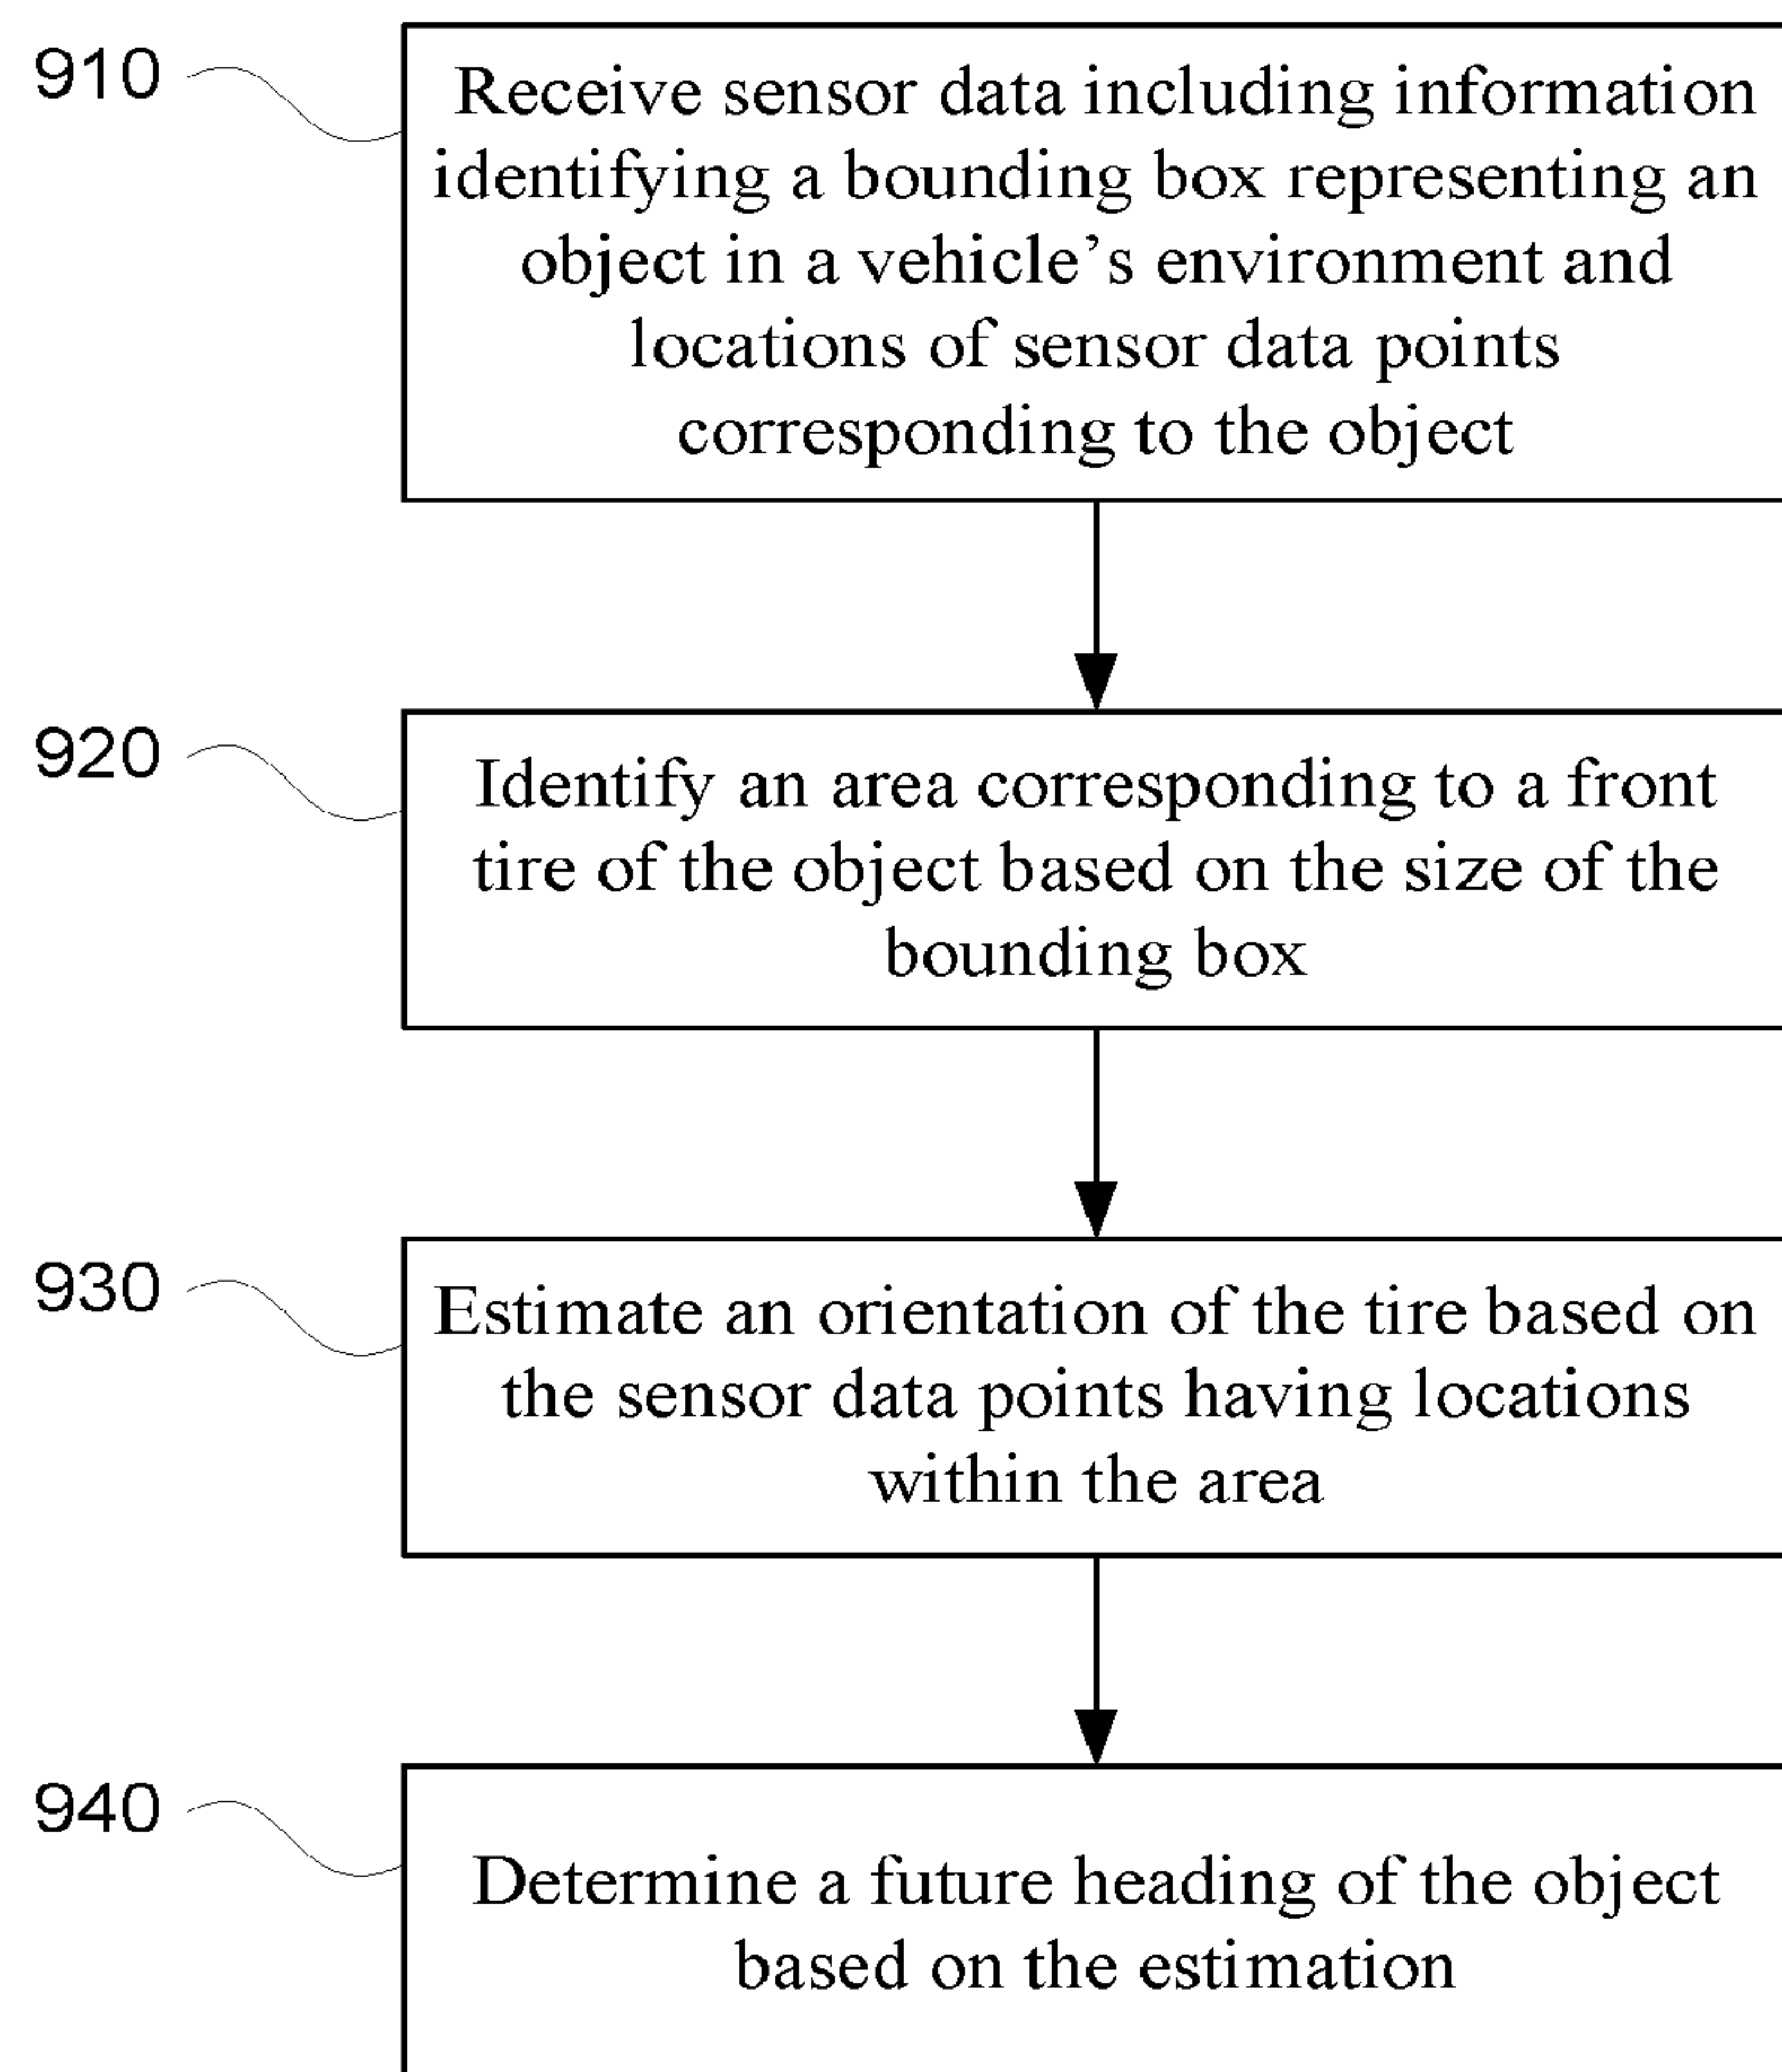 910
Receive sensor data including information
identifying a bounding box representing an
object in a vehicle’s environment and
locations of sensor data points
corresponding to the object
920
Identify an area corresponding to a front
tire of the object based on the size of the
bounding box
930
Estimate an orientation of the tire based on
the sensor data points having locations
within the area
940
Determine a future heading of the object
based on the estimation